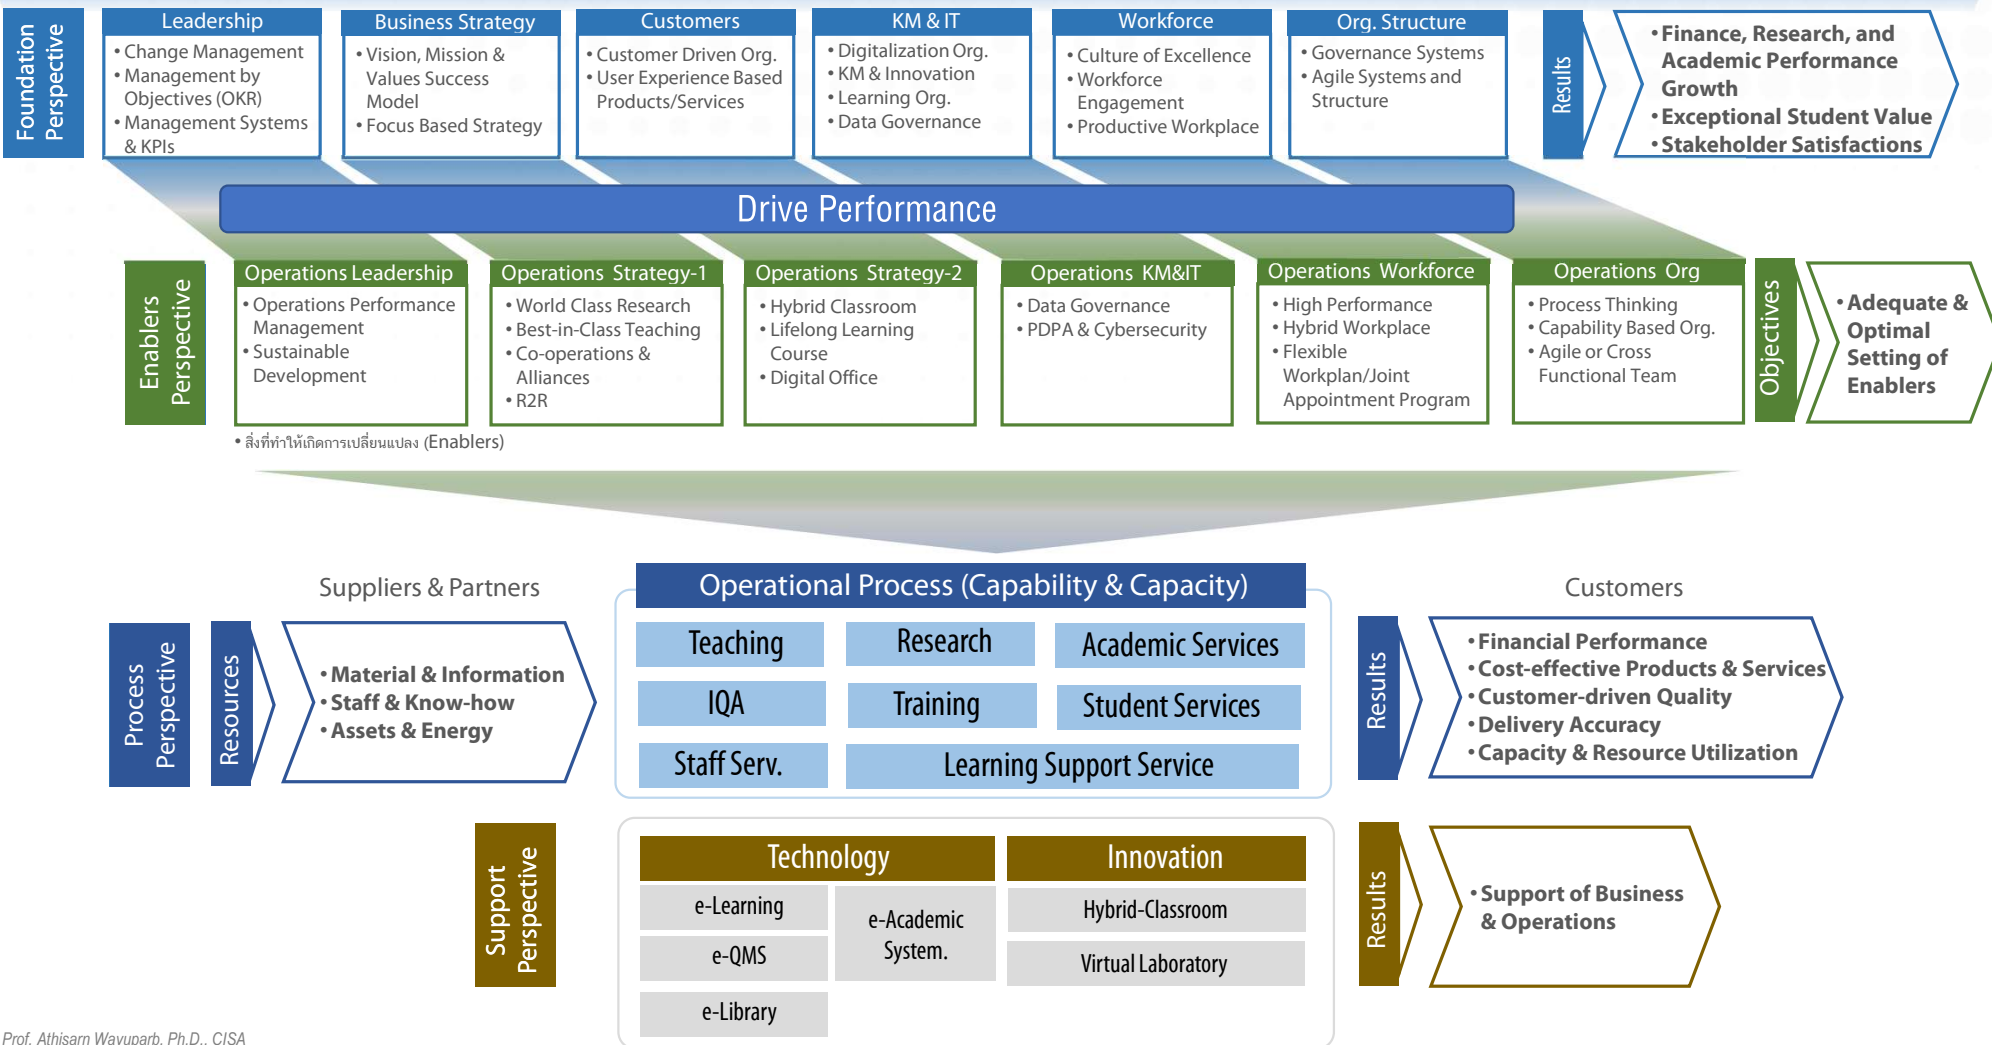 Foundation
Perspective
Leadership
• Change Management
• Management by
Objectives (OKR)
• Management Systems
& KPIs
Business Strategy
• Vision, Mission &
Values Success
Model
• Focus Based Strategy
Customers
• Customer Driven Org.
• User Experience Based
Products/Services
KM & IT
• Digitalization Org.
• KM & Innovation
• Learning Org.
• Data Governance
Workforce
• Culture of Excellence
• Workforce
Engagement
• Productive Workplace
Org. Structure
• Governance Systems
• Agile Systems and
Structure
Results
• Finance, Research, and
Academic Performance
Growth
• Exceptional Student Value
• Stakeholder Satisfactions
Drive Performance
Enablers
Perspective
Operations Leadership
• Operations Performance
Management
• Sustainable
Development
Operations Strategy-1
• World Class Research
• Best-in-Class Teaching
• Co-operations &
Alliances
• R2R
Operations Strategy-2
• Hybrid Classroom
• Lifelong Learning
Course
• Digital Office
Operations KM&IT
• Data Governance
• PDPA & Cybersecurity
Operations Workforce
• High Performance
• Hybrid Workplace
• Flexible
Workplan/Joint
Appointment Program
Operations Org
• Process Thinking
• Capability Based Org.
• Agile or Cross
Functional Team
Objectives
• Adequate &
Optimal
Setting of
Enablers
• สิ่งที่ทำให้เกิดการเปลี่ยนแปลง (Enablers)
Process
Perspective
Resources
Suppliers & Partners
• Material & Information
• Staff & Know-how
• Assets & Energy
Operational Process (Capability & Capacity)
Teaching
Research
Academic Services
IQA
Training
Student Services
Staff Serv.
Learning Support Service
Results
Customers
• Financial Performance
• Cost-effective Products & Services
• Customer-driven Quality
• Delivery Accuracy
• Capacity & Resource Utilization
Support
Perspective
Technology
e-Learning
e-QMS
e-Library
e-Academic
System.
Innovation
Hybrid-Classroom
Virtual Laboratory
Results
• Support of Business
& Operations
Prof. Athisarn Wayuparb, Ph.D., CISA